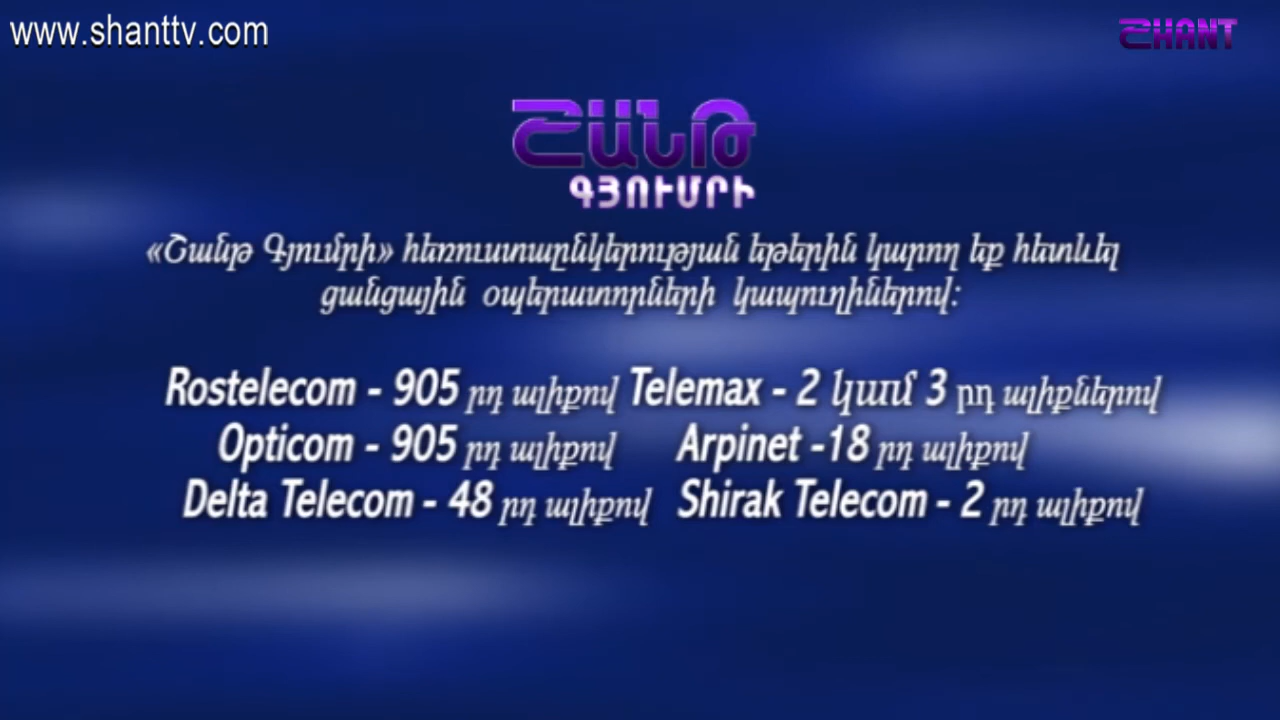 www.shanttv.com
SHANT
ՇԱՆԹ
ԳՅՈՒՄՐԻ
«Շանթ Գյումրի» հեռուստաընկերության եթերին կարող եք հետևել
ցանցային օպերատորների կապուղիներով:
Rostelecom - 905 րդ ալիքով Telemax - 2 կամ 3 րդ ալիքներով
Opticom - 905 րդ ալիքով Arpinet -18 րդ ալիքով
Delta Telecom - 48 րդ ալիքով Shirak Telecom - 2 րդ ալիքով